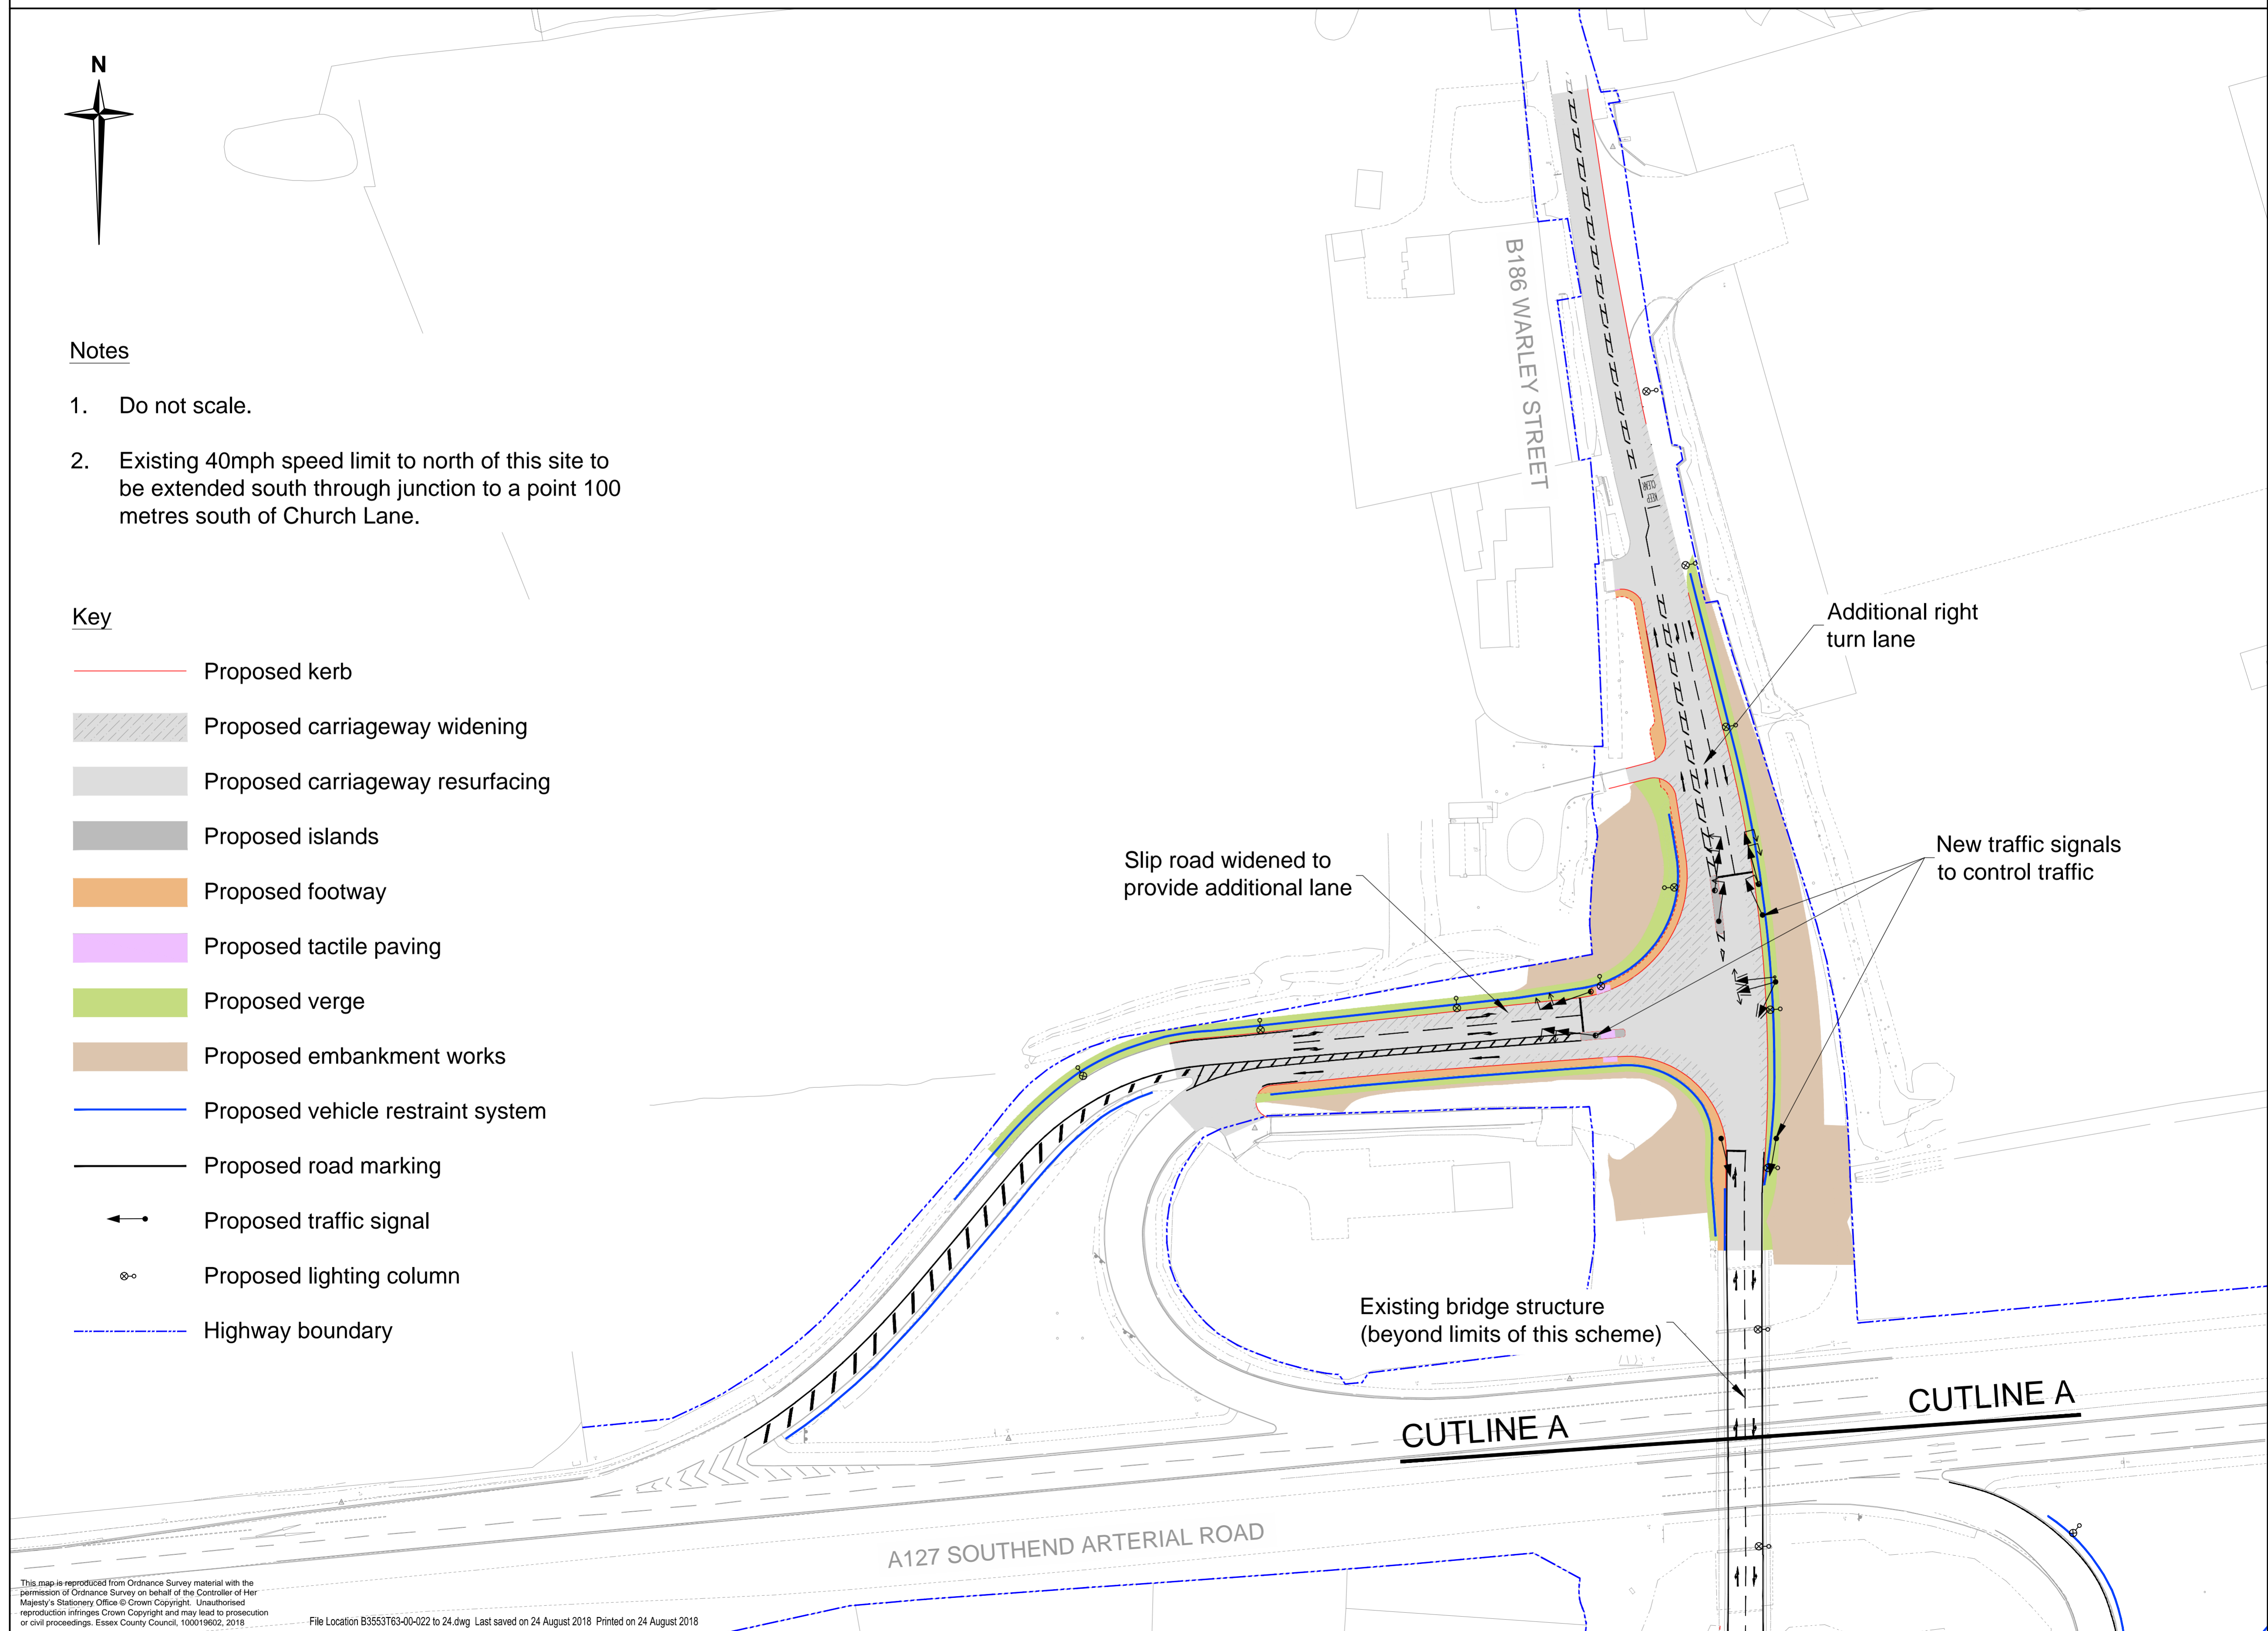 N
Notes
1. Do not scale.
2. Existing 40mph speed limit to north of this site to
be extended south through junction to a point 100
metres south of Church Lane.
Key
Proposed kerb
Proposed carriageway widening
Proposed carriageway resurfacing
Proposed islands
Proposed footway
Proposed tactile paving
Proposed verge
Proposed embankment works
Proposed vehicle restraint system
Proposed road marking
Proposed traffic signal
Proposed lighting column
Highway boundary
B186 WARLEY STREET
KEEP
CLEAR
Additional right
turn lane
New traffic signals
to control traffic
Slip road widened to
provide additional lane
Existing bridge structure
(beyond limits of this scheme)
CUTLINE A
CUTLINE A
A127 SOUTHEND ARTERIAL ROAD
This map is reproduced from Ordnance Survey material with the
permission of Ordnance Survey on behalf of the Controller of Her
Majesty's Stationery Office © Crown Copyright. Unauthorised
reproduction infringes Crown Copyright and may lead to prosecution
or civil proceedings. Essex County Council, 100019602, 2018
File Location B3553T63-00-022 to 24.dwg Last saved on 24 August 2018 Printed on 24 August 2018